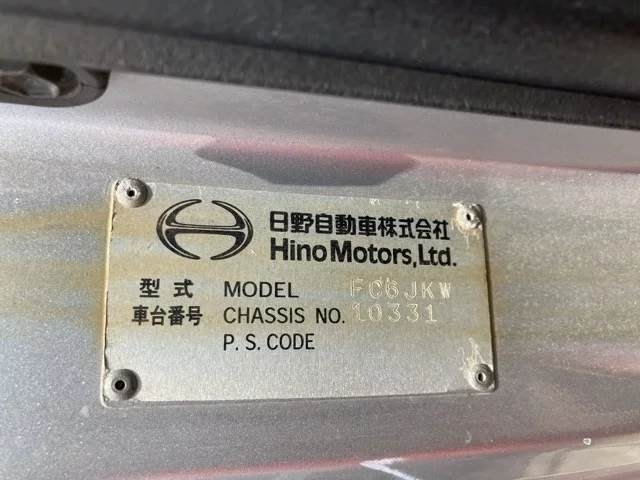 日野自動車株式会社
Hino Motors, Ltd.
型式 MODEL FC6JKW
車台番号 CHASSIS NO. 10331
P. S. CODE